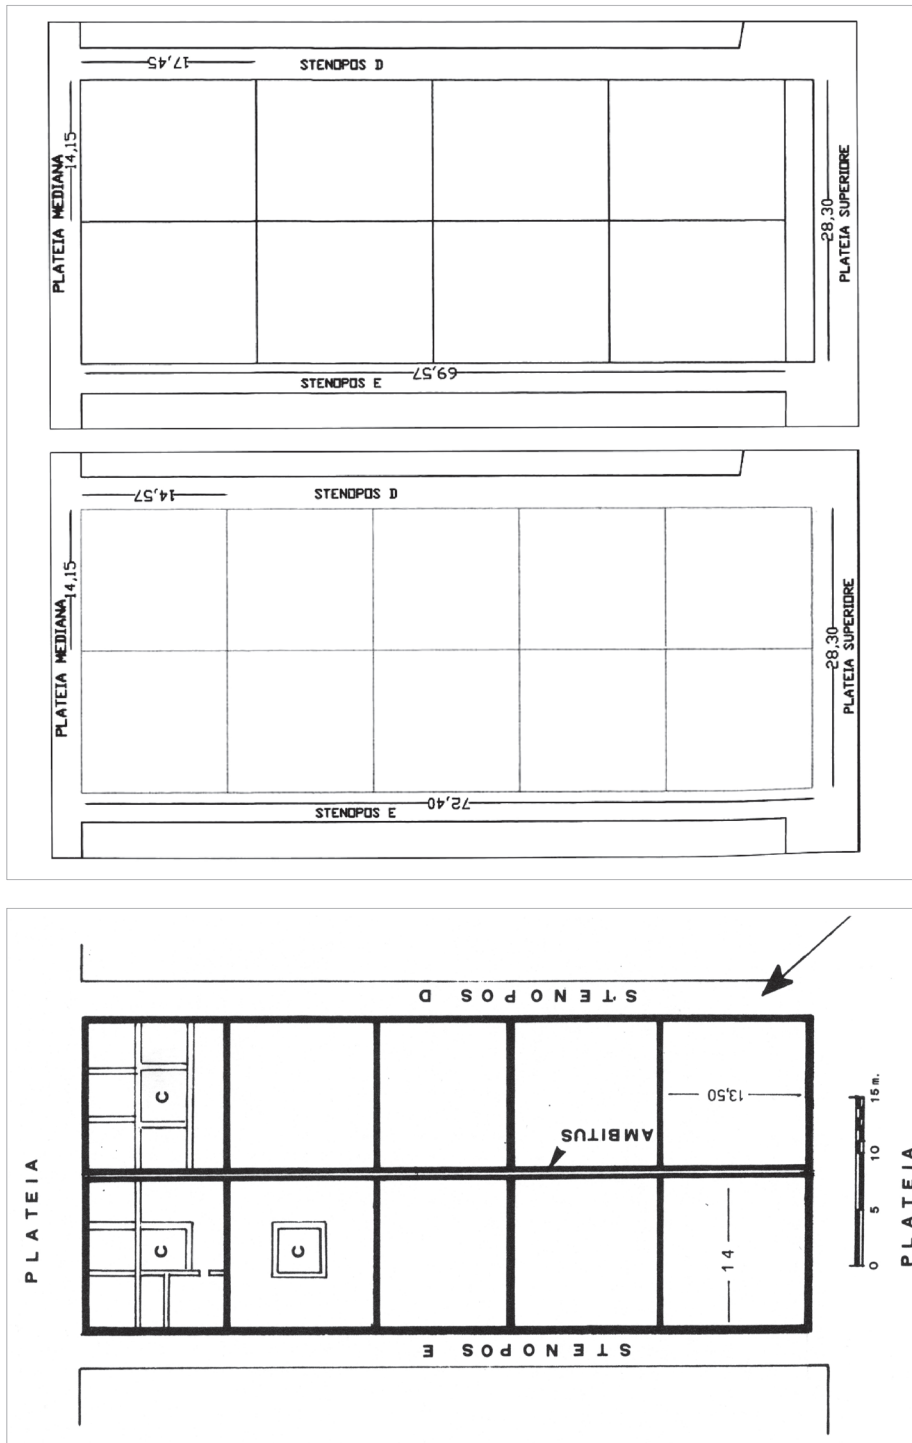 17,45
STENOPOS D
14,15
PLATEIA MEDIANA
28,30
PLATEIA SUPERIORE
69,57
STENOPOS E
14,57
STENOPOS D
14,15
PLATEIA MEDIANA
28,30
PLATEIA SUPERIORE
72,40
STENOPOS E
STENOPOS D
C
13,50
15 m.
AMBITUS
10
PLATEIA
C
C
14
5
0
PLATEIA
STENOPOS E